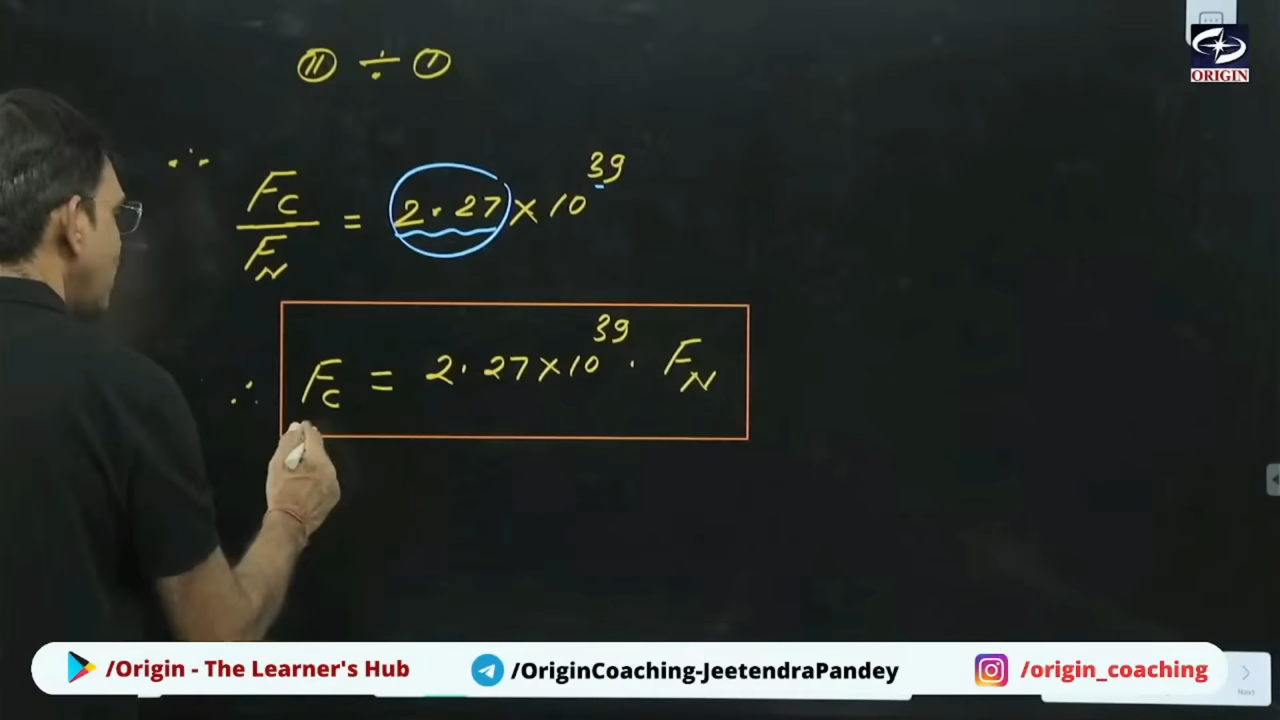 ORIGIN
⑪ ÷ ①
∴ F_C / F_N = 2.27 × 10^39
∴ F_C = 2.27 × 10^39 · F_N
/Origin - The Learner's Hub /OriginCoaching-JeetendraPandey /origin_coaching
Next